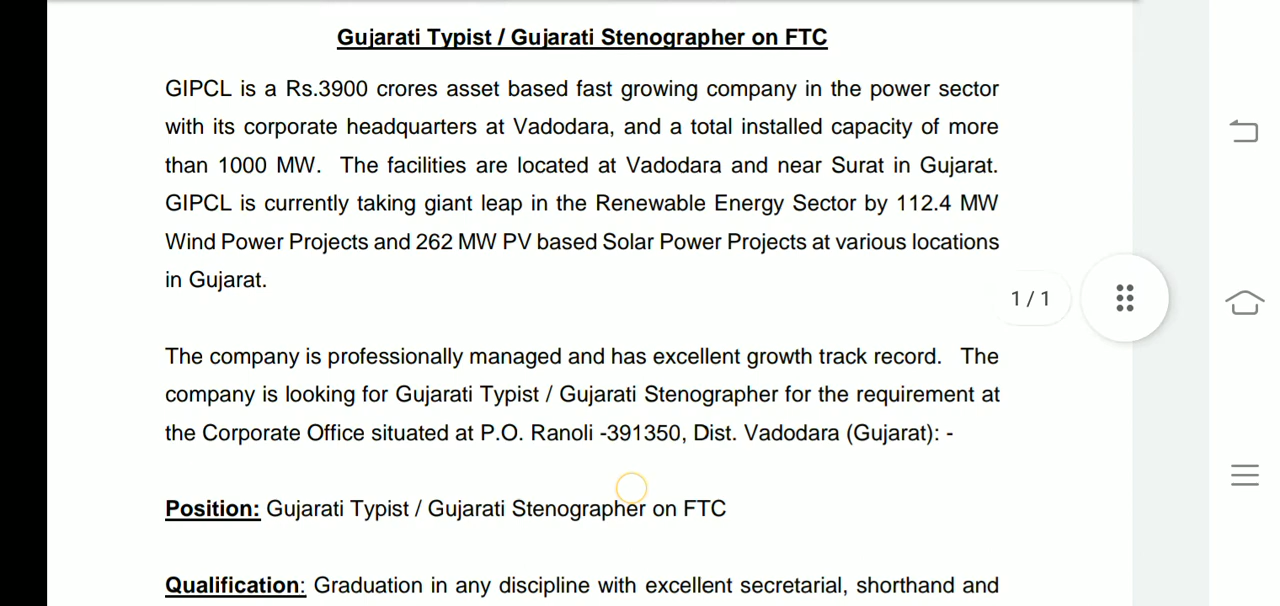 Gujarati Typist / Gujarati Stenographer on FTC
GIPCL is a Rs.3900 crores asset based fast growing company in the power sector
with its corporate headquarters at Vadodara, and a total installed capacity of more
than 1000 MW. The facilities are located at Vadodara and near Surat in Gujarat.
GIPCL is currently taking giant leap in the Renewable Energy Sector by 112.4 MW
Wind Power Projects and 262 MW PV based Solar Power Projects at various locations
in Gujarat.
1 / 1
The company is professionally managed and has excellent growth track record. The
company is looking for Gujarati Typist / Gujarati Stenographer for the requirement at
the Corporate Office situated at P.O. Ranoli -391350, Dist. Vadodara (Gujarat): -
Position: Gujarati Typist / Gujarati Stenographer on FTC
Qualification: Graduation in any discipline with excellent secretarial, shorthand and